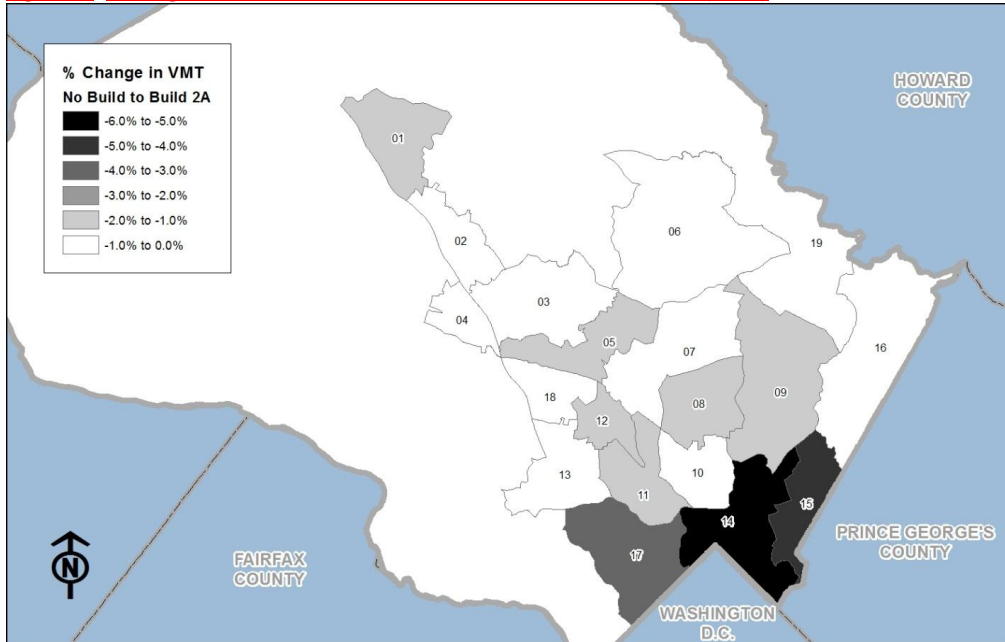 % Change in VMT
No Build to Build 2A
-6.0% to -5.0%
-5.0% to -4.0%
-4.0% to -3.0%
-3.0% to -2.0%
-2.0% to -1.0%
-1.0% to 0.0%
HOWARD
COUNTY
01
02
06
19
03
04
05
07
16
18
08
09
12
13
10
11
15
14
17
N
FAIRFAX
COUNTY
PRINCE GEORGE'S
COUNTY
WASHINGTON
D.C.